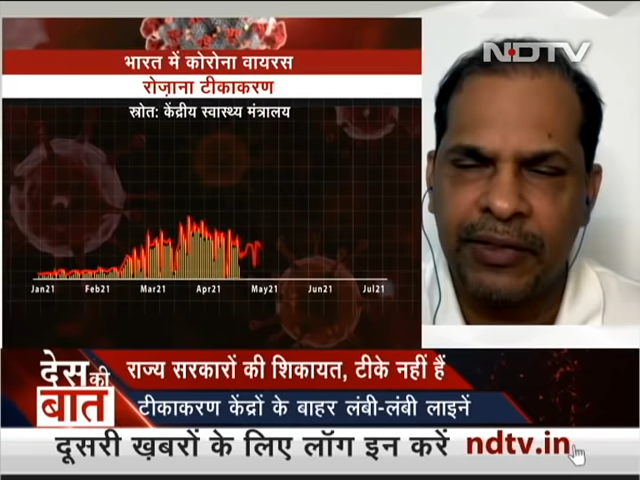 NDTV
भारत में कोरोना वायरस
रोज़ाना टीकाकरण
स्रोत: केंद्रीय स्वास्थ्य मंत्रालय
Jan21 Feb21 Mar21 Apr21 May21 Jun21 Jul21
देस की बात
राज्य सरकारों की शिकायत, टीके नहीं हैं
टीकाकरण केंद्रों के बाहर लंबी-लंबी लाइनें
दूसरी ख़बरों के लिए लॉग इन करें ndtv.in